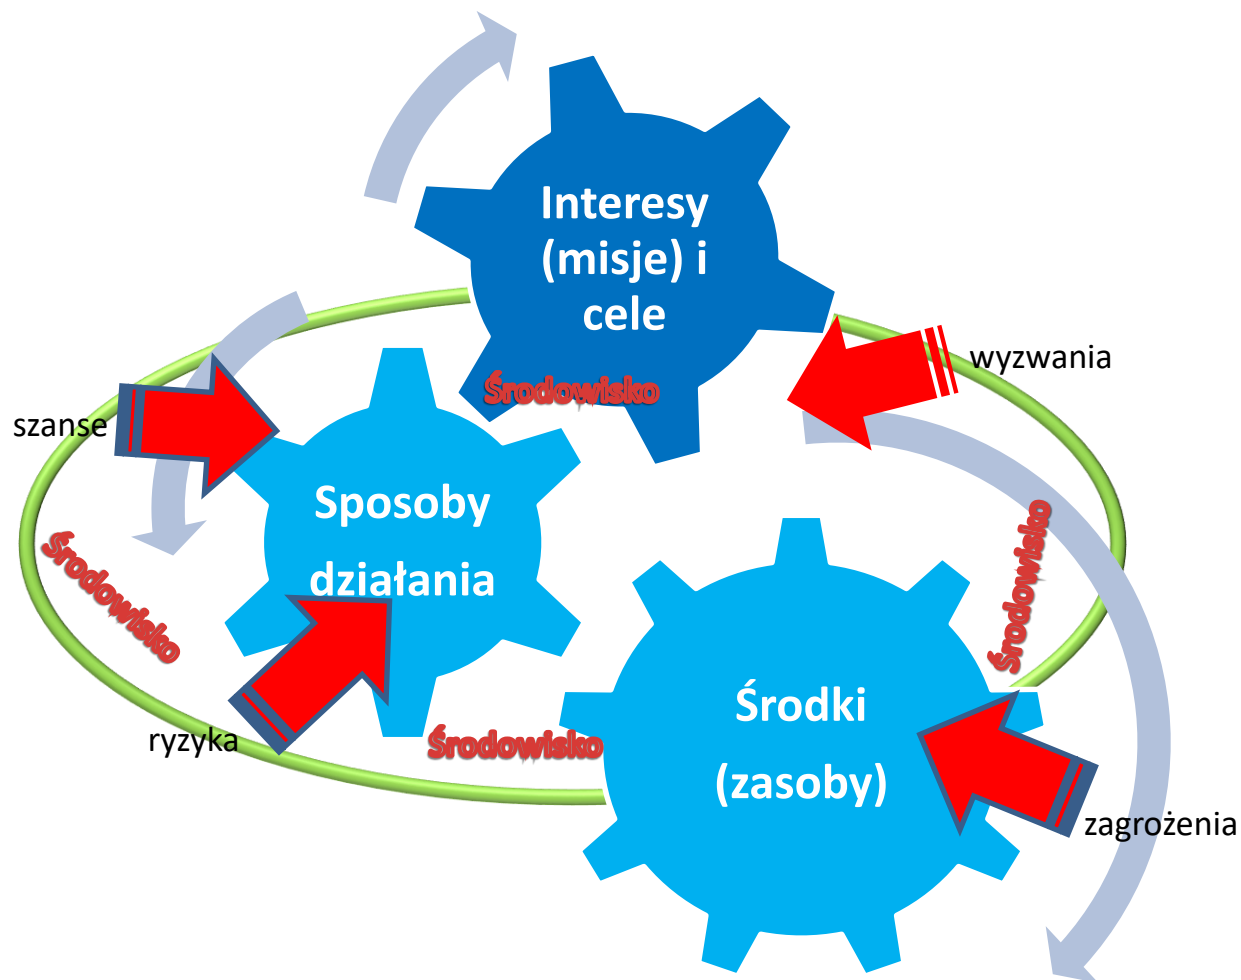 Interesy
(misje) i
cele
Środowisko
wyzwania
szanse
Sposoby
działania
Środowisko
Środowisko
ryzyka
Środowisko
Środki
(zasoby)
zagrożenia